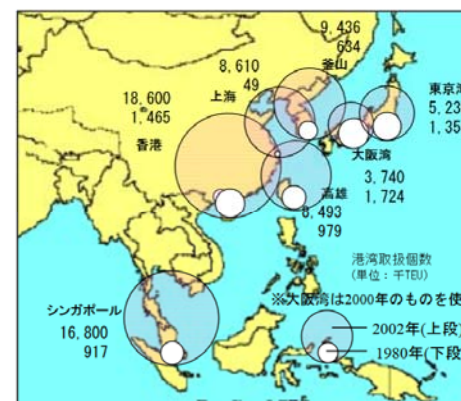 9,436
634
釜山
8,610
49
上海
18,600
1,465
香港
東京湾
5,23
1,35
大阪湾
3,740
1,724
高雄
8,493
979
港湾取扱個数
(単位：千TEU)
※大阪湾は2000年のものを使
シンガポール
16,800
917
2002年(上段)
1980年(下段